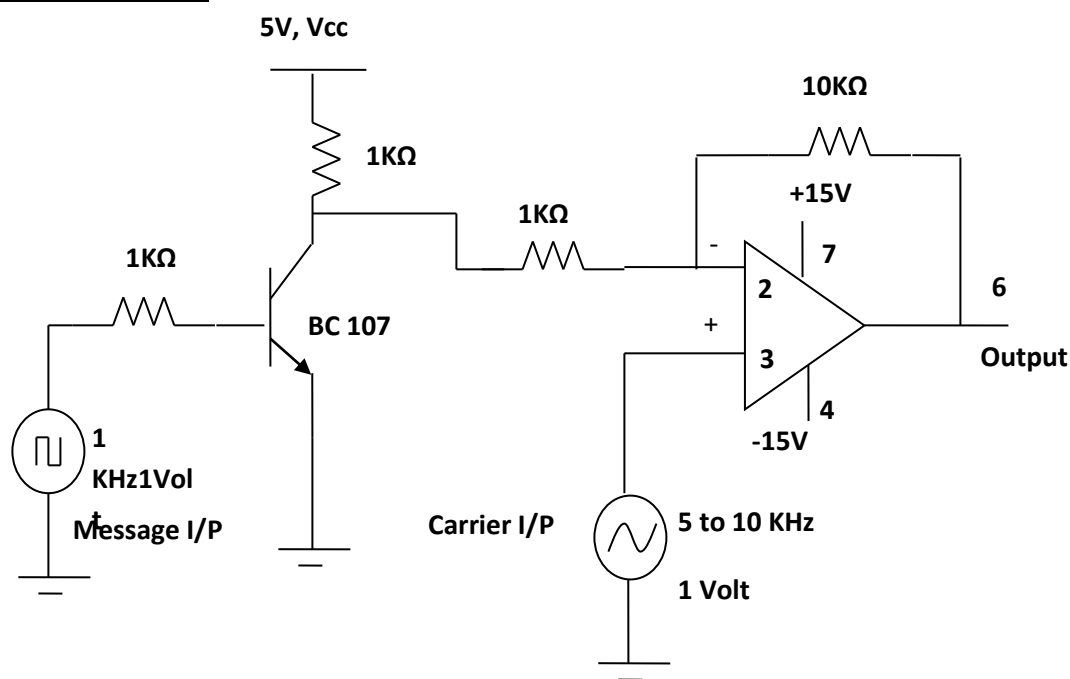 5V, Vcc
10KΩ
1KΩ
+15V
1KΩ
-
7
1KΩ
2
6
BC 107
+
3
Output
4
1
-15V
KHz1Vol
t
Message I/P
Carrier I/P
5 to 10 KHz
1 Volt